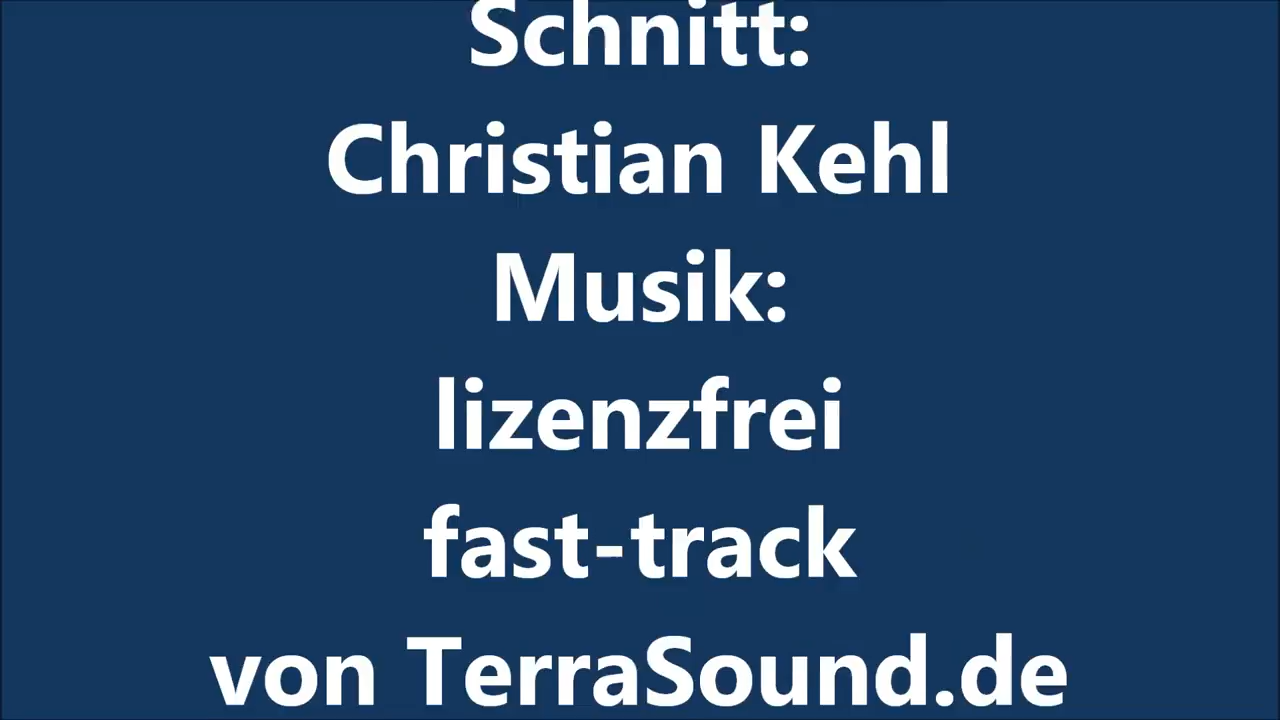 Schnitt:
Christian Kehl
Musik:
lizenzfrei
fast-track
von TerraSound.de